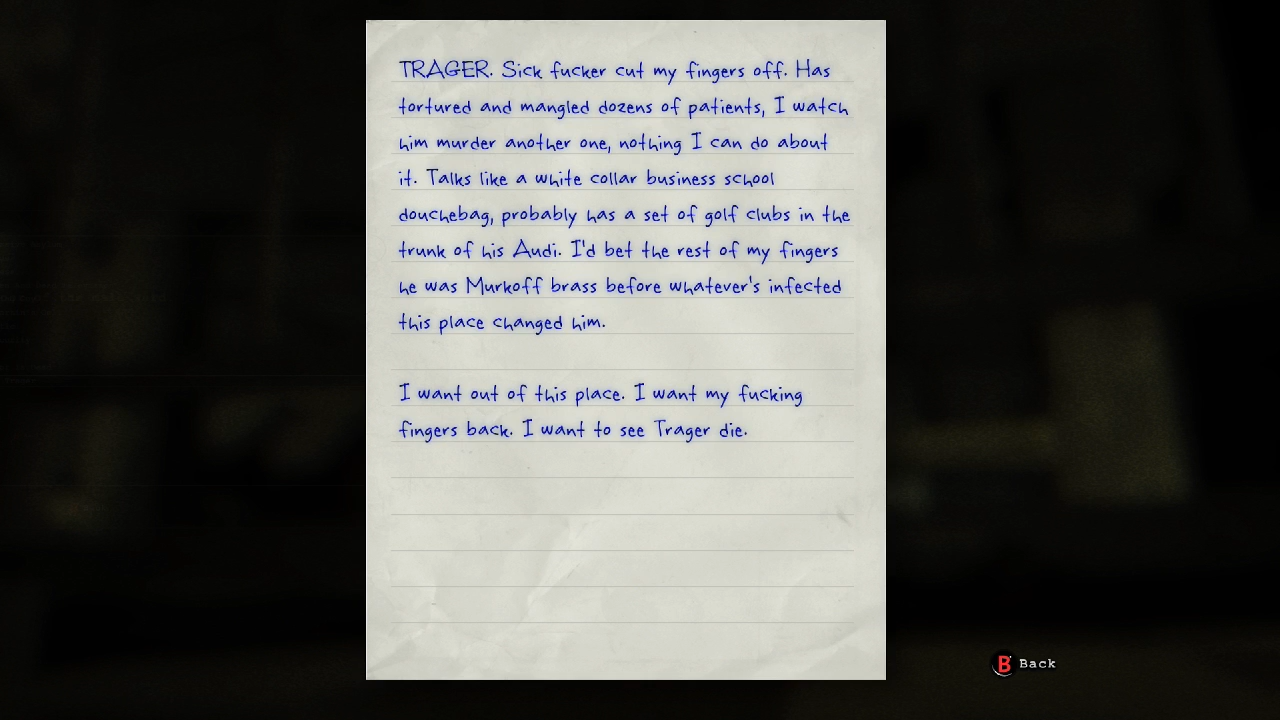 TRAGER. Sick fucker cut my fingers off. Has
tortured and mangled dozens of patients, I watch
him murder another one, nothing I can do about
it. Talks like a white collar business school
douchebag, probably has a set of golf clubs in the
trunk of his Audi. I'd bet the rest of my fingers
he was Murkoff brass before whatever's infected
this place changed him.
I want out of this place. I want my fucking
fingers back. I want to see Trager die.
B Back